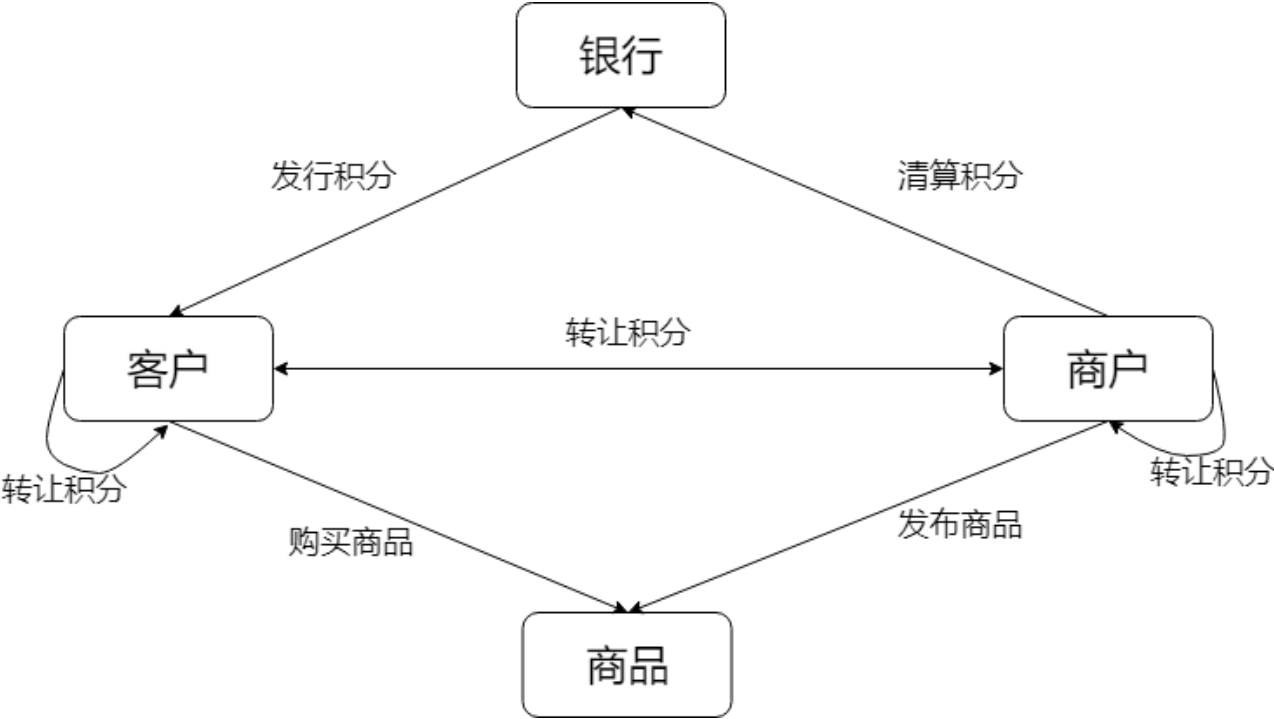 银行
发行积分
清算积分
转让积分
客户
商户
转让积分
转让积分
购买商品
发布商品
商品